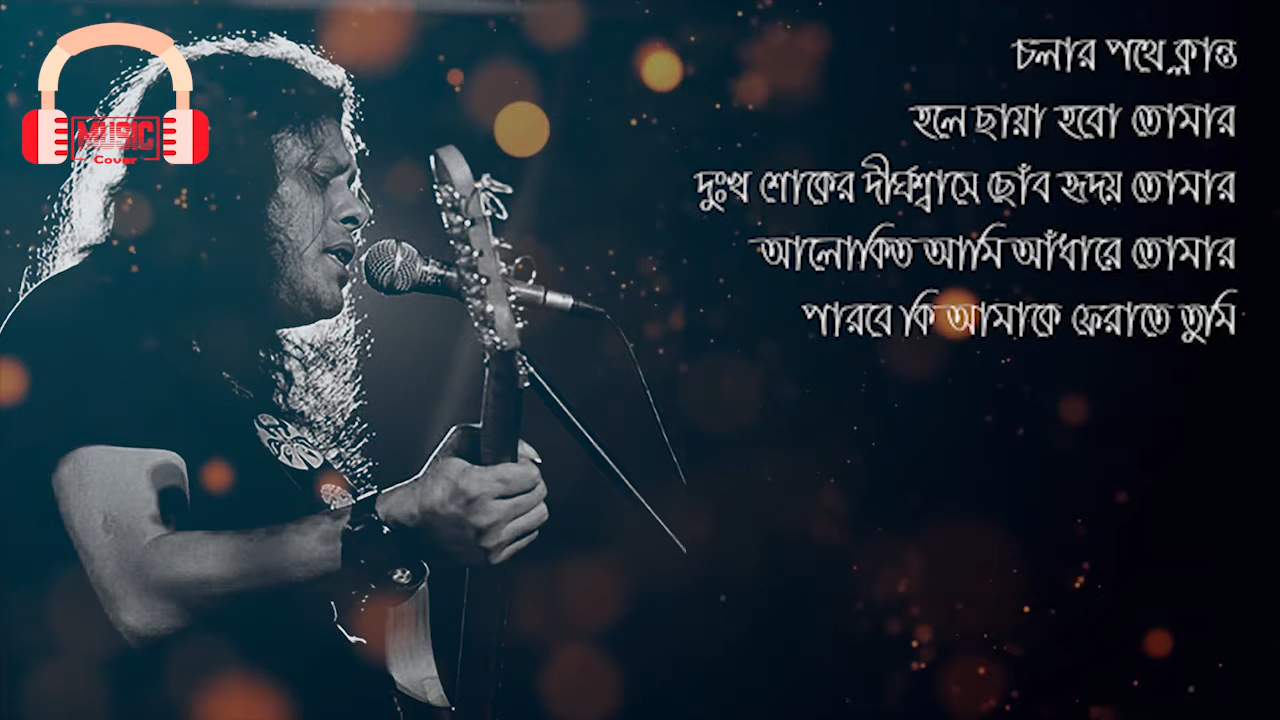 MUSIC
Cover
চলার পথে ক্লান্ত
হলে ছায়া হবো তোমার
দুঃখ শোকের দীর্ঘশ্বাসে ছোঁব হৃদয় তোমার
আলোকিত আমি আঁধারে তোমার
পারবে কি আমাকে ফেরাতে তুমি